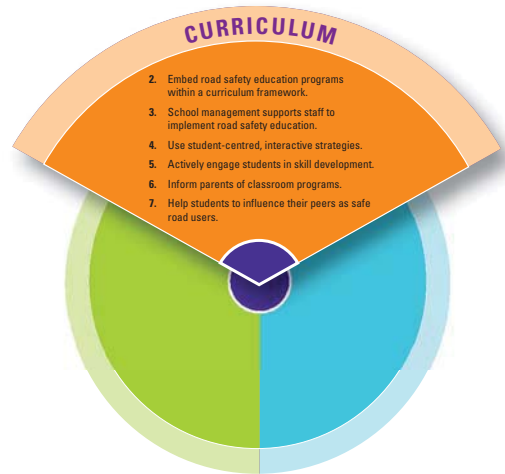 CURRICULUM
2. Embed road safety education programs
within a curriculum framework.
3. School management supports staff to
implement road safety education.
4. Use student-centred, interactive strategies.
5. Actively engage students in skill development.
6. Inform parents of classroom programs.
7. Help students to influence their peers as safe
road users.